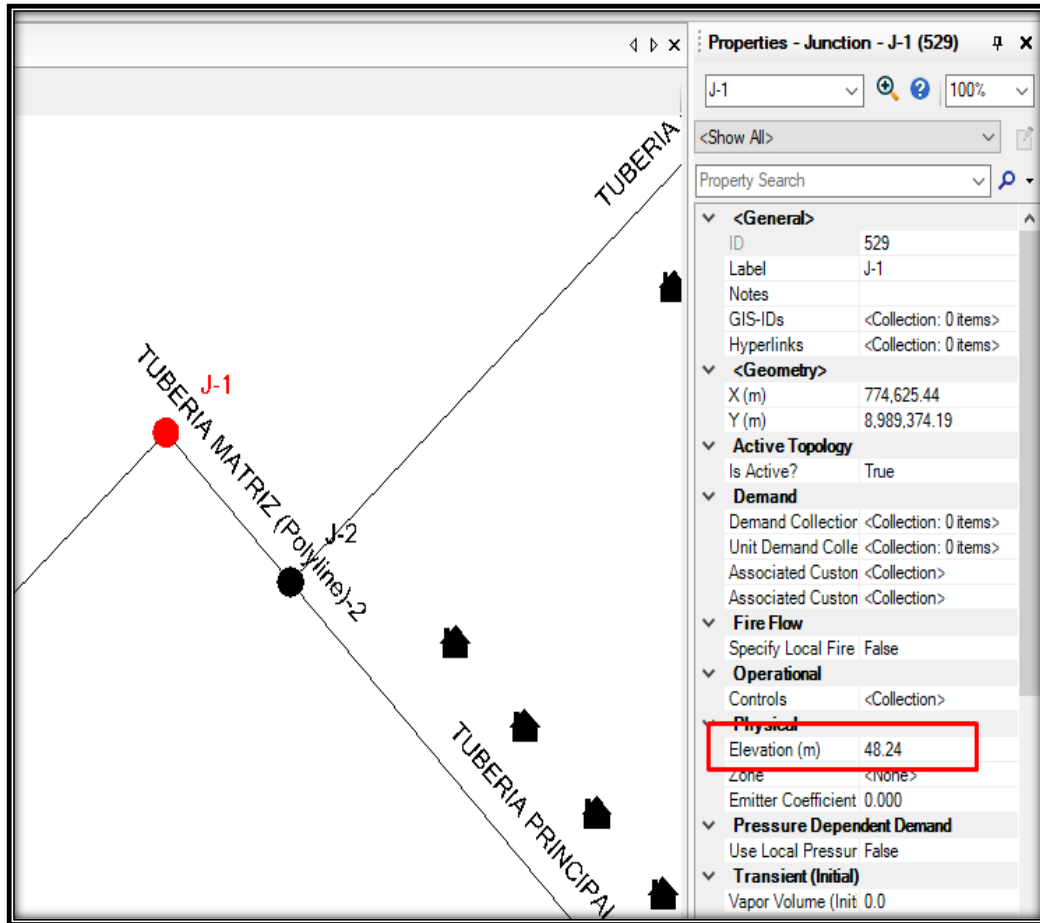 Properties - Junction - J-1 (529)
J-1
100%
<Show All>
Property Search
<General>
ID 529
Label J-1
Notes
GIS-IDs <Collection: 0 items>
Hyperlinks <Collection: 0 items>
<Geometry>
X (m) 774,625.44
Y (m) 8,989,374.19
Active Topology
Is Active? True
Demand
Demand Collection <Collection: 0 items>
Unit Demand Colle <Collection: 0 items>
Associated Custon <Collection>
Associated Custon <Collection>
Fire Flow
Specify Local Fire False
Operational
Controls <Collection>
Physical
Elevation (m) 48.24
Zone <None>
Emitter Coefficient 0.000
Pressure Dependent Demand
Use Local Pressur False
Transient (Initial)
Vapor Volume (Initi 0.0
TUBERIA
J-1
TUBERIA MATRIZ (Polyline)-2
J-2
TUBERIA PRINCIPAL